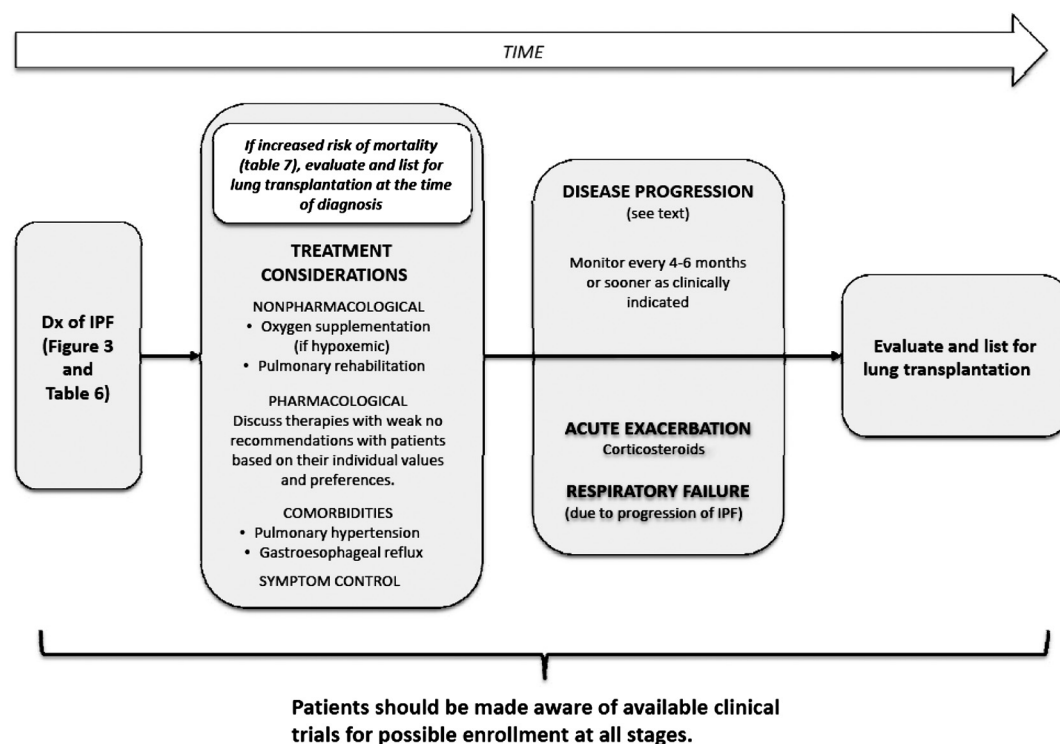 TIME
Dx of IPF
(Figure 3
and
Table 6)
If increased risk of mortality
(table 7), evaluate and list for
lung transplantation at the time
of diagnosis
TREATMENT
CONSIDERATIONS
NONPHARMACOLOGICAL
• Oxygen supplementation
(if hypoxemic)
• Pulmonary rehabilitation
PHARMACOLOGICAL
Discuss therapies with weak no
recommendations with patients
based on their individual values
and preferences.
COMORBIDITIES
• Pulmonary hypertension
• Gastroesophageal reflux
SYMPTOM CONTROL
DISEASE PROGRESSION
(see text)
Monitor every 4-6 months
or sooner as clinically
indicated
ACUTE EXACERBATION
Corticosteroids
RESPIRATORY FAILURE
(due to progression of IPF)
Evaluate and list for
lung transplantation
Patients should be made aware of available clinical
trials for possible enrollment at all stages.